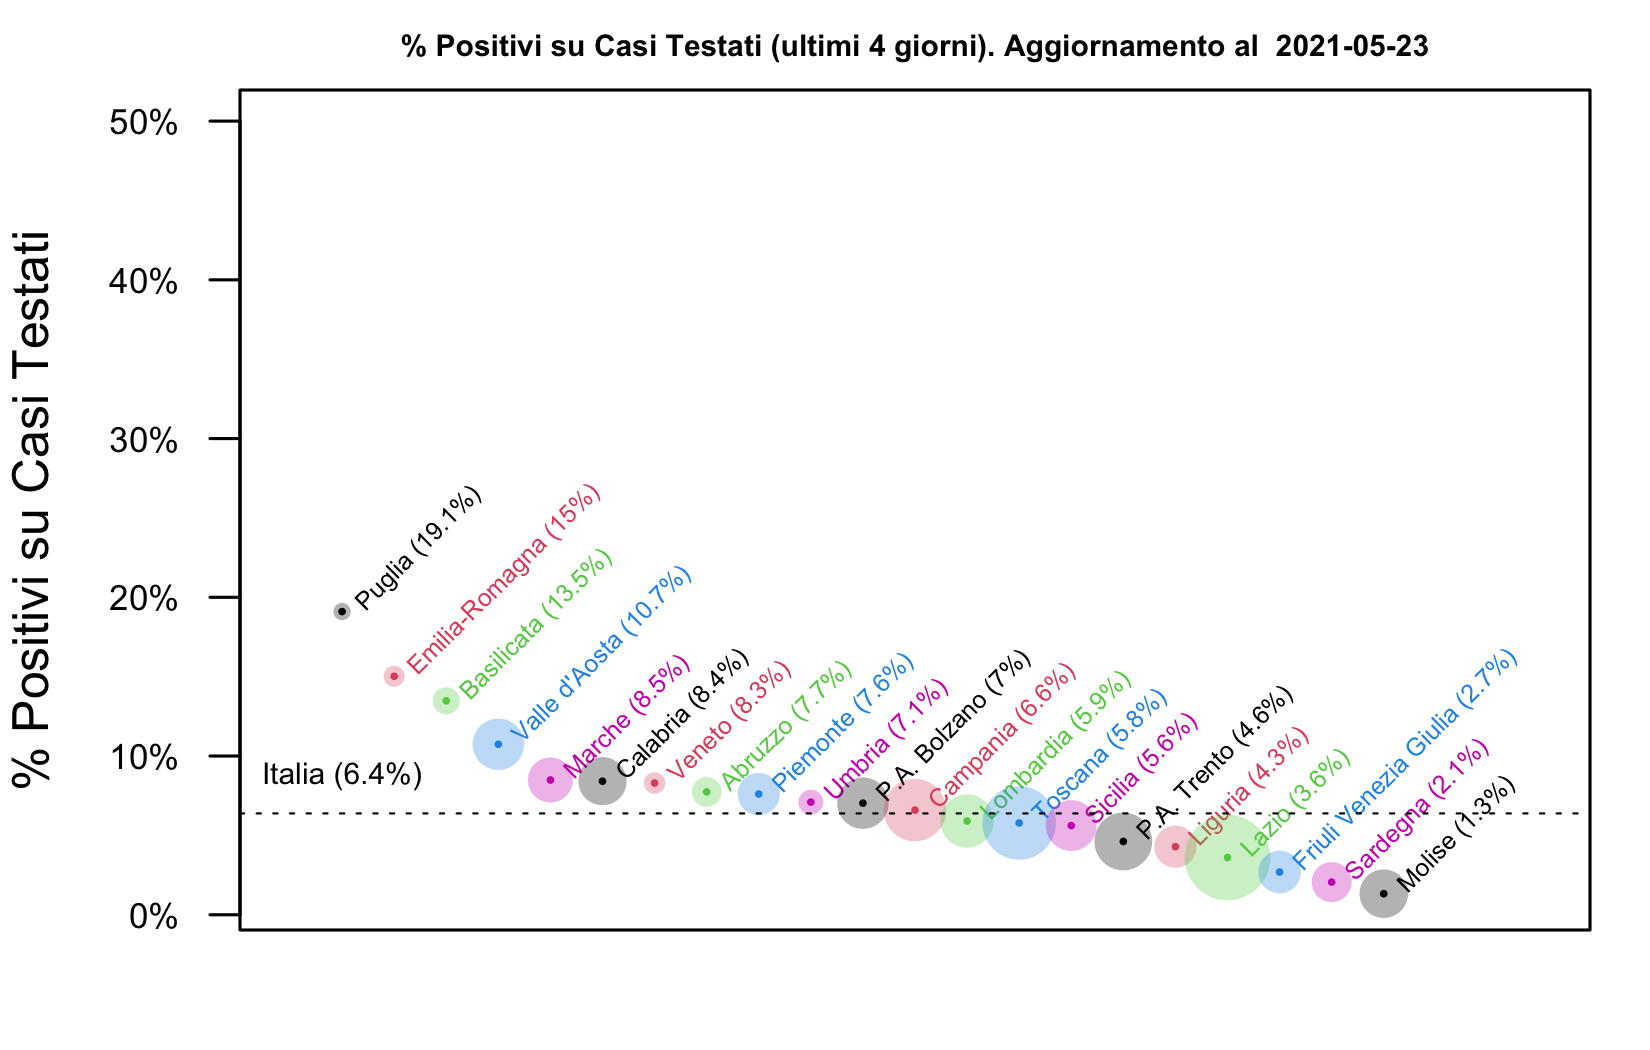 % Positivi su Casi Testati (ultimi 4 giorni). Aggiornamento al  2021-05-23
% Positivi su Casi Testati
50%
40%
30%
20%
10%
0%
Italia (6.4%)
Puglia (19.1%)
Emilia-Romagna (15%)
Basilicata (13.5%)
Valle d'Aosta (10.7%)
Marche (8.5%)
Calabria (8.4%)
Veneto (8.3%)
Abruzzo (7.7%)
Piemonte (7.6%)
Umbria (7.1%)
P.A. Bolzano (7%)
Campania (6.6%)
Lombardia (5.9%)
Toscana (5.8%)
Sicilia (5.6%)
P.A. Trento (4.6%)
Liguria (4.3%)
Lazio (3.6%)
Friuli Venezia Giulia (2.7%)
Sardegna (2.1%)
Molise (1.3%)